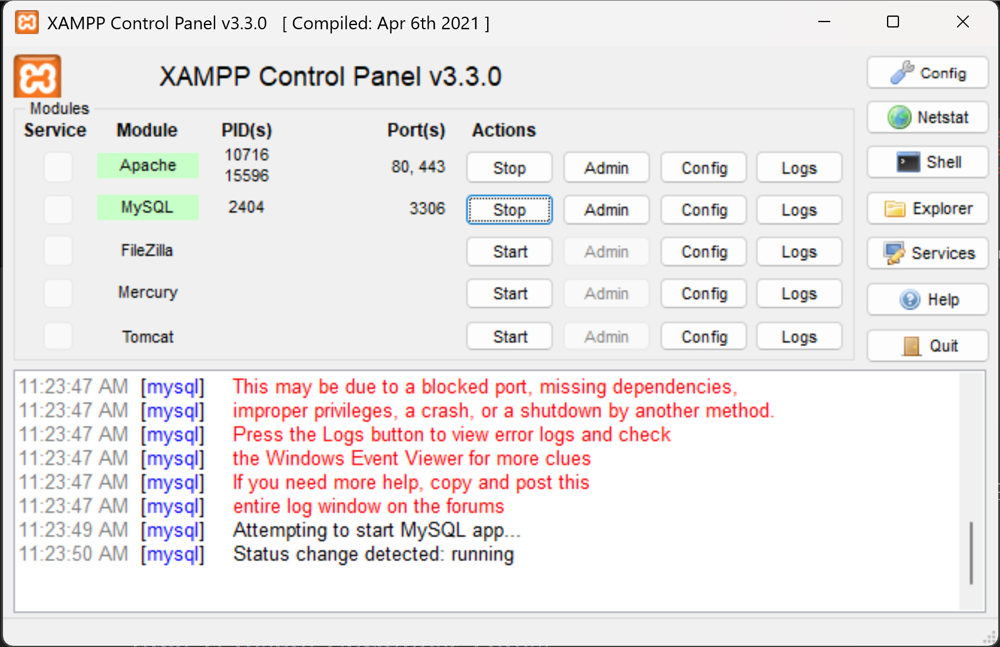 XAMPP Control Panel v3.3.0 [ Compiled: Apr 6th 2021 ]
XAMPP Control Panel v3.3.0
Config
Modules
Netstat
Service Module PID(s) Port(s) Actions
Apache 10716 15596 80, 443 Stop Admin Config Logs
Shell
MySQL 2404 3306 Stop Admin Config Logs
Explorer
FileZilla Start Admin Config Logs
Services
Mercury Start Admin Config Logs
Help
Tomcat Start Admin Config Logs
Quit
11:23:47 AM [mysql] This may be due to a blocked port, missing dependencies,
11:23:47 AM [mysql] improper privileges, a crash, or a shutdown by another method.
11:23:47 AM [mysql] Press the Logs button to view error logs and check
11:23:47 AM [mysql] the Windows Event Viewer for more clues
11:23:47 AM [mysql] If you need more help, copy and post this
11:23:47 AM [mysql] entire log window on the forums
11:23:49 AM [mysql] Attempting to start MySQL app...
11:23:50 AM [mysql] Status change detected: running